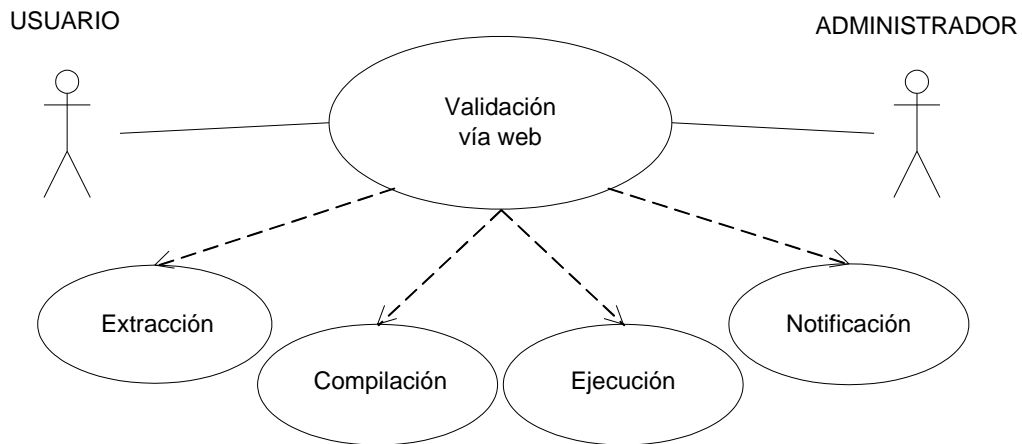 USUARIO
ADMINISTRADOR
Validación
vía web
Extracción
Notificación
Compilación
Ejecución